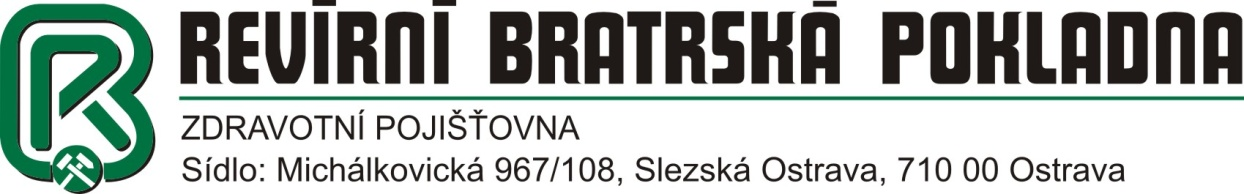 REVÍRNÍ BRATRSKÁ POKLADNA
ZDRAVOTNÍ POJIŠŤOVNA
Sídlo: Michálkovická 967/108, Slezská Ostrava, 710 00 Ostrava